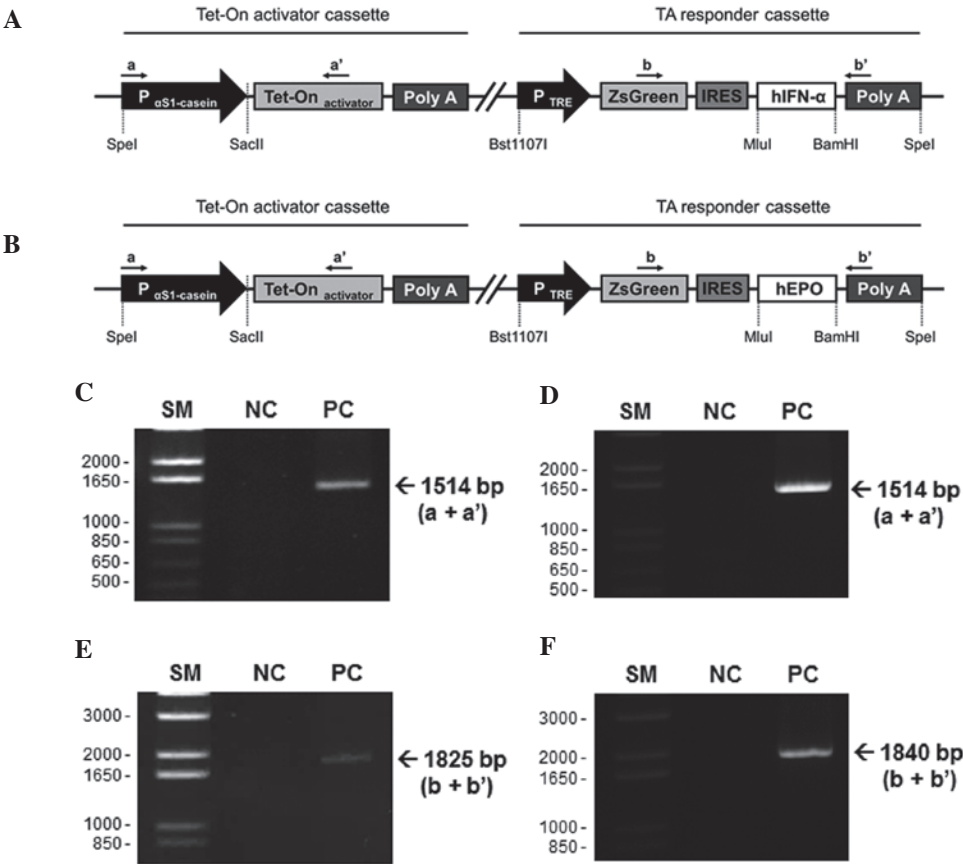 A
Tet-On activator cassette
TA responder cassette
a
a'
b
b'
P αS1-casein
Tet-On activator
Poly A
P TRE
ZsGreen
IRES
hIFN-α
Poly A
SpeI
SacII
Bst1107I
MluI
BamHI
SpeI
B
Tet-On activator cassette
TA responder cassette
a
a'
b
b'
P αS1-casein
Tet-On activator
Poly A
P TRE
ZsGreen
IRES
hEPO
Poly A
SpeI
SacII
Bst1107I
MluI
BamHI
SpeI
C
SM NC PC
2000-
1650-
1000-
850-
650-
500-
← 1514 bp
(a + a')
D
SM NC PC
2000-
1650-
1000-
850-
650-
500-
← 1514 bp
(a + a')
E
SM NC PC
3000-
2000-
1650-
1000-
850-
← 1825 bp
(b + b')
F
SM NC PC
3000-
2000-
1650-
1000-
850-
← 1840 bp
(b + b')